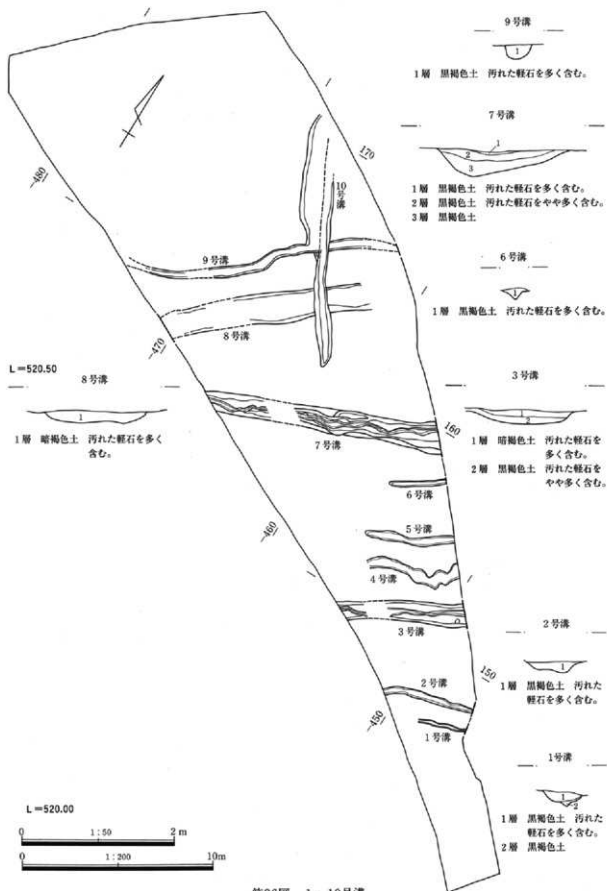 9号溝
1
1層 黒褐色土 汚れた軽石を多く含む。
7号溝
1
2
3
1層 黒褐色土 汚れた軽石を多く含む。
2層 黒褐色土 汚れた軽石をやや多く含む。
3層 黒褐色土
6号溝
1
1層 黒褐色土 汚れた軽石を多く含む。
3号溝
1
2
1層 暗褐色土 汚れた軽石を
多く含む。
2層 黒褐色土 汚れた軽石を
やや多く含む。
2号溝
1
1層 黒褐色土 汚れた
軽石を多く含む。
1号溝
1
2
1層 黒褐色土 汚れた
軽石を多く含む。
2層 黒褐色土
170
-480
10号溝
9号溝
8号溝
-470
L=520.50
8号溝
1
1層 暗褐色土 汚れた軽石を多く
含む。
7号溝
160
6号溝
5号溝
-460
4号溝
3号溝
2号溝
150
-450
1号溝
L=520.00
0 1:50 2m
0 1:200 10m